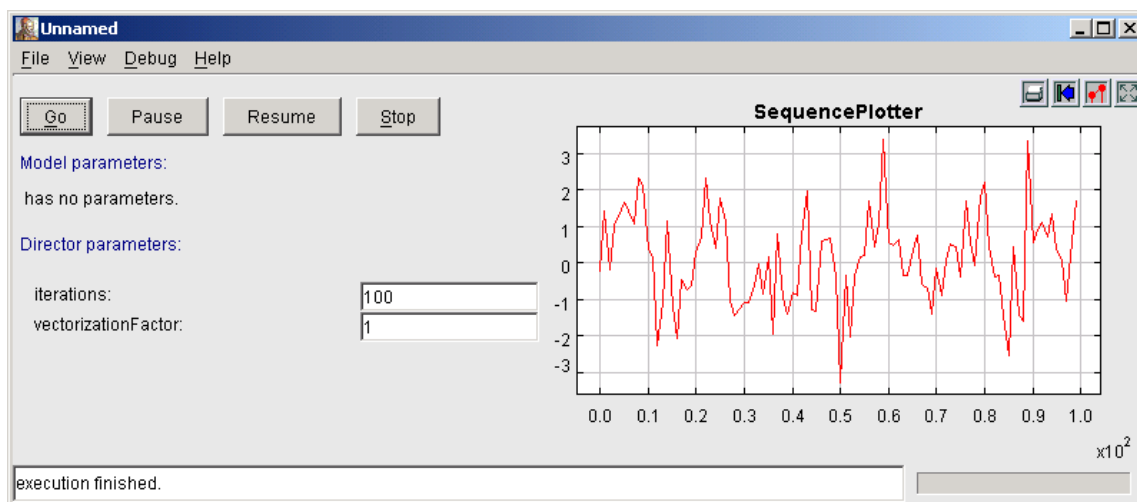 Unnamed
File View Debug Help
Go Pause Resume Stop
Model parameters:
has no parameters.
Director parameters:
iterations: 100
vectorizationFactor: 1
SequencePlotter
3
2
1
0
-1
-2
-3
0.0 0.1 0.2 0.3 0.4 0.5 0.6 0.7 0.8 0.9 1.0
x10²
execution finished.